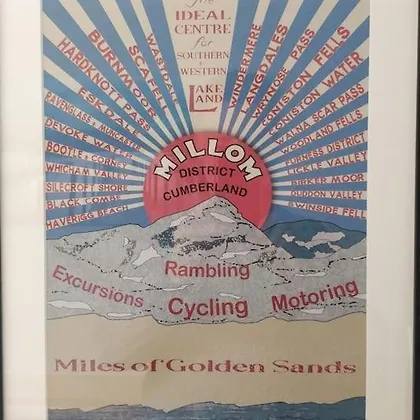 The
IDEAL
CENTRE
for
SOUTHERN
&
WESTERN
LAKE
LAND
WASDALE
SCAFELL
BURNMOOR
HARDKNOTT PASS
ESKDALE
RAVENGLASS & MUNCASTER
DEVOKE WATER
BOOTLE & CORNEY
WHICHAM VALLEY
SILECROFT SHORE
BLACK COMBE
HAVERIGG BEACH
WINDERMERE
LANGDALES
WRYNOSE PASS
CONISTON FELLS
CONISTON WATER
WALNA SCAR PASS
WOODLAND FELLS
FURNESS DISTRICT
LICKLE VALLEY
BIRKER MOOR
DUDDON VALLEY
SWINSIDE FELL
MILLOM
DISTRICT
CUMBERLAND
Rambling
Excursions
Cycling
Motoring
Miles of Golden Sands